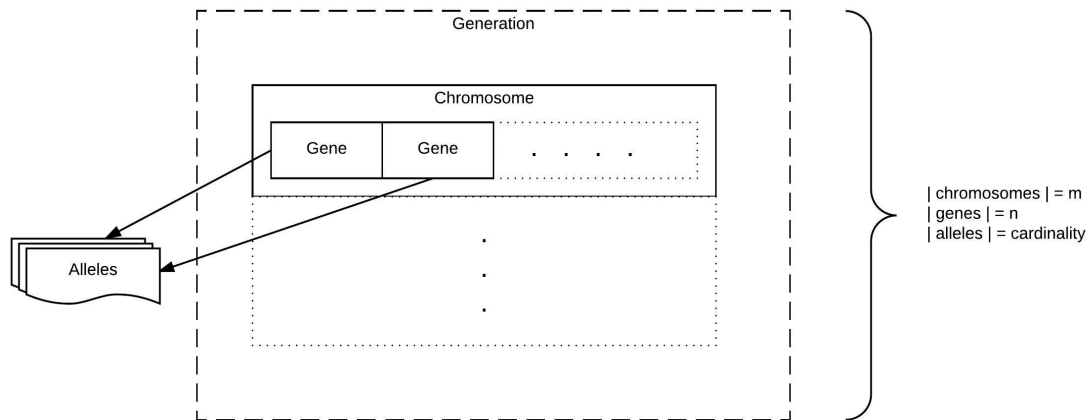 Generation
Chromosome
Gene
Gene
. . . .
Alleles
| chromosomes | = m
| genes | = n
| alleles | = cardinality